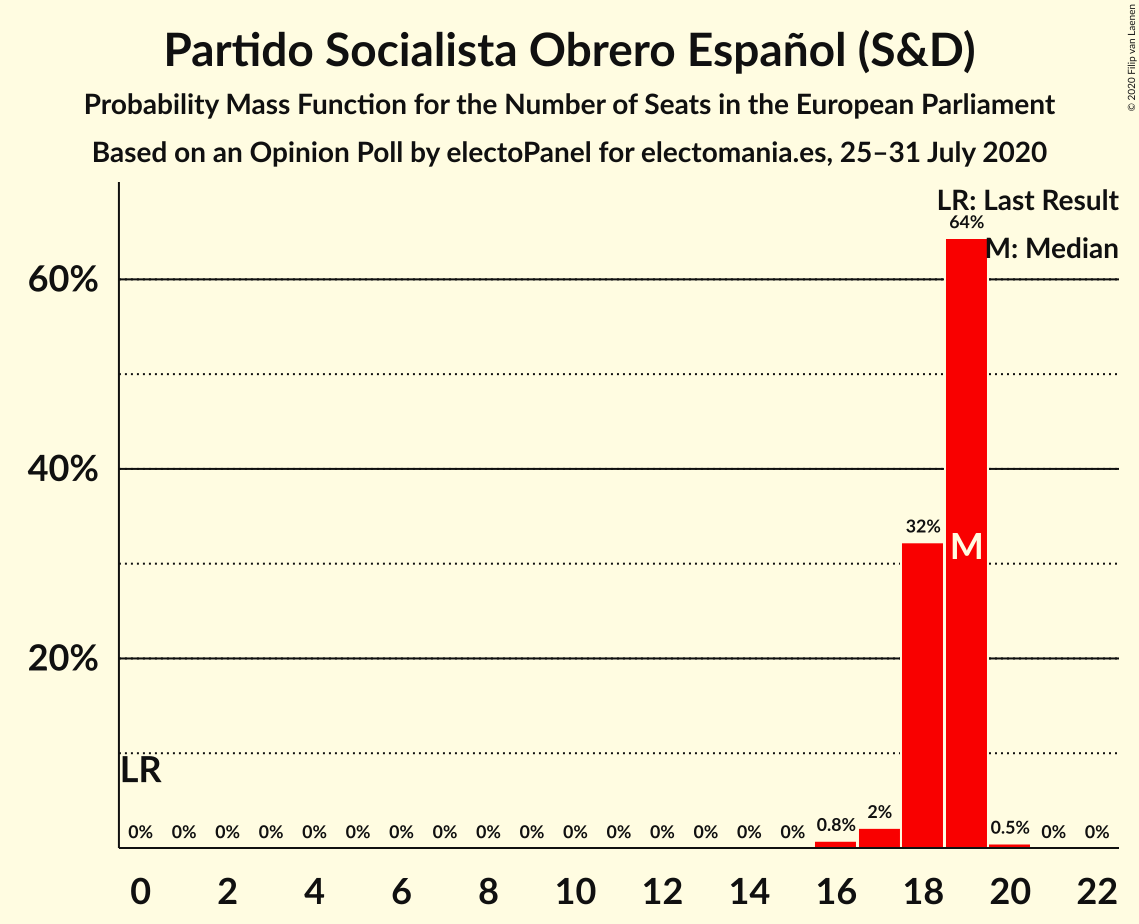 Partido Socialista Obrero Español (S&D)
Probability Mass Function for the Number of Seats in the European Parliament
Based on an Opinion Poll by electoPanel for electomania.es, 25–31 July 2020
© 2020 Filip van Laenen
LR: Last Result
M: Median
64%
60%
40%
32%
M
20%
LR
0% 0% 0% 0% 0% 0% 0% 0% 0% 0% 0% 0% 0% 0% 0% 0% 0.8% 2% 0.5% 0% 0%
0 2 4 6 8 10 12 14 16 18 20 22